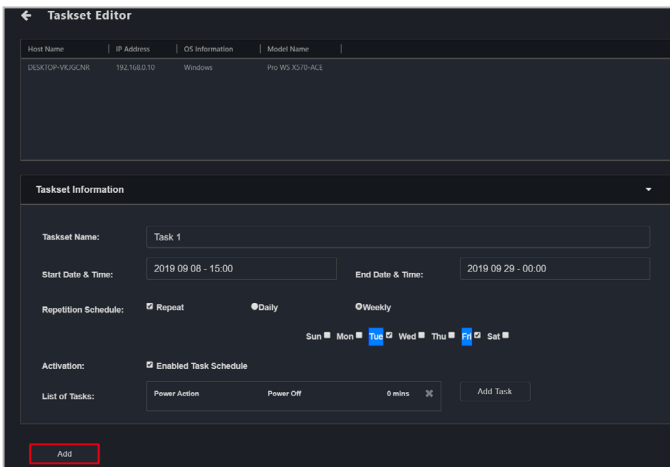 Taskset Editor
Host Name IP Address OS Information Model Name
DESKTOP-VKJGCNR 192.168.0.10 Windows Pro WS X570-ACE
Taskset Information
Taskset Name: Task 1
Start Date & Time: 2019 09 08 - 15:00 End Date & Time: 2019 09 29 - 00:00
Repetition Schedule: Repeat Daily Weekly
Sun Mon Tue Wed Thu Fri Sat
Activation: Enabled Task Schedule
List of Tasks: Power Action Power Off 0 mins Add Task
Add